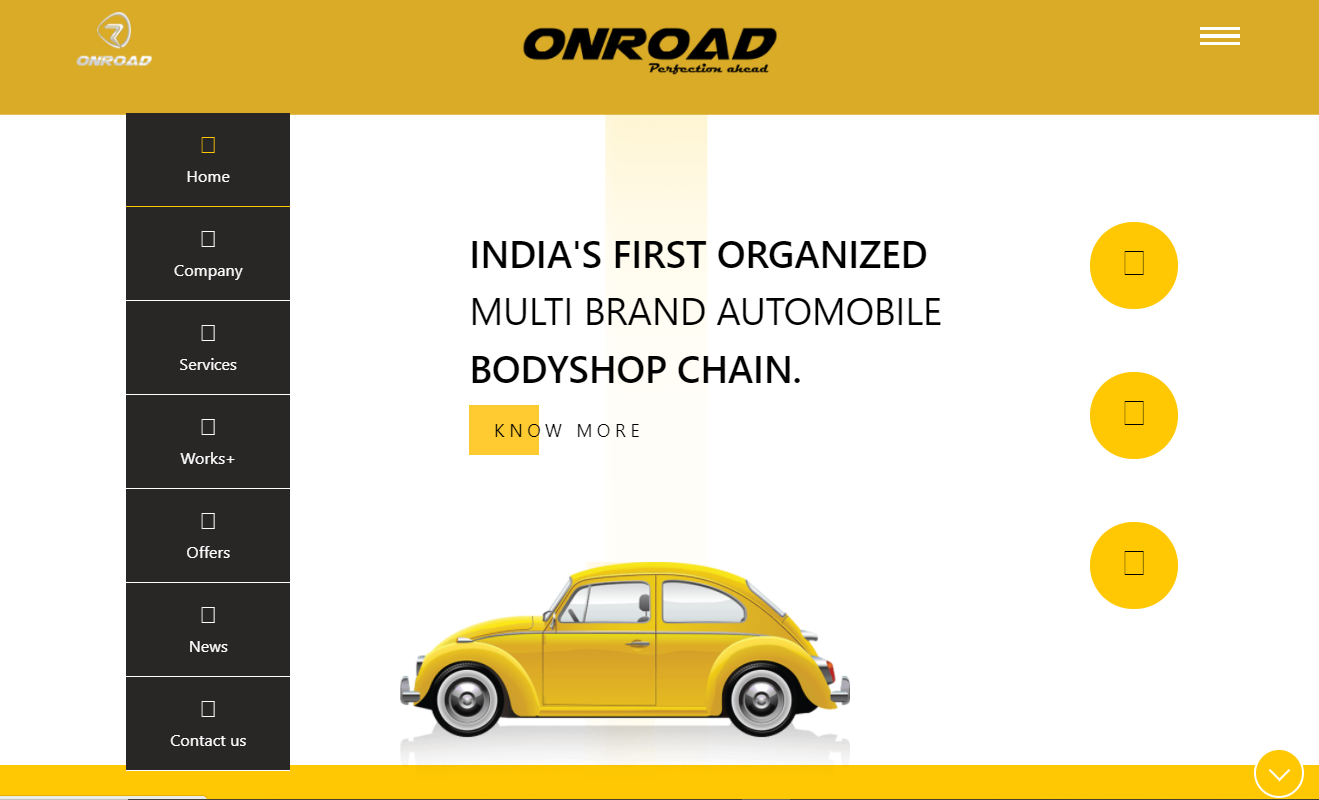 ONROAD
ONROAD
Perfection ahead
Home
Company
Services
Works+
Offers
News
Contact us
INDIA'S FIRST ORGANIZED
MULTI BRAND AUTOMOBILE
BODYSHOP CHAIN.
KNOW MORE